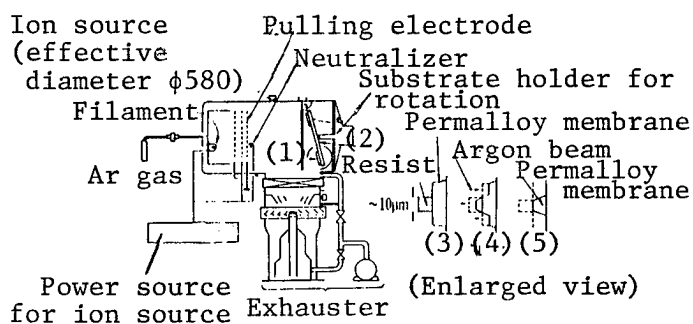 Ion source
(effective
diameter φ580)
Pulling electrode
Neutralizer
Substrate holder for
rotation
Filament
Permalloy membrane
(1)
(2)
Resist
Argon beam
Permalloy
membrane
Ar gas
~10μm
(3) (4) (5)
Power source
for ion source
Exhauster
(Enlarged view)